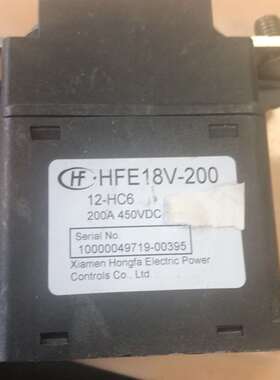 HF HFE18V-200
12-HC6
200A 450VDC
Serial No.
10000049719-00395
Xiamen Hongfa Electric Power
Controls Co., Ltd